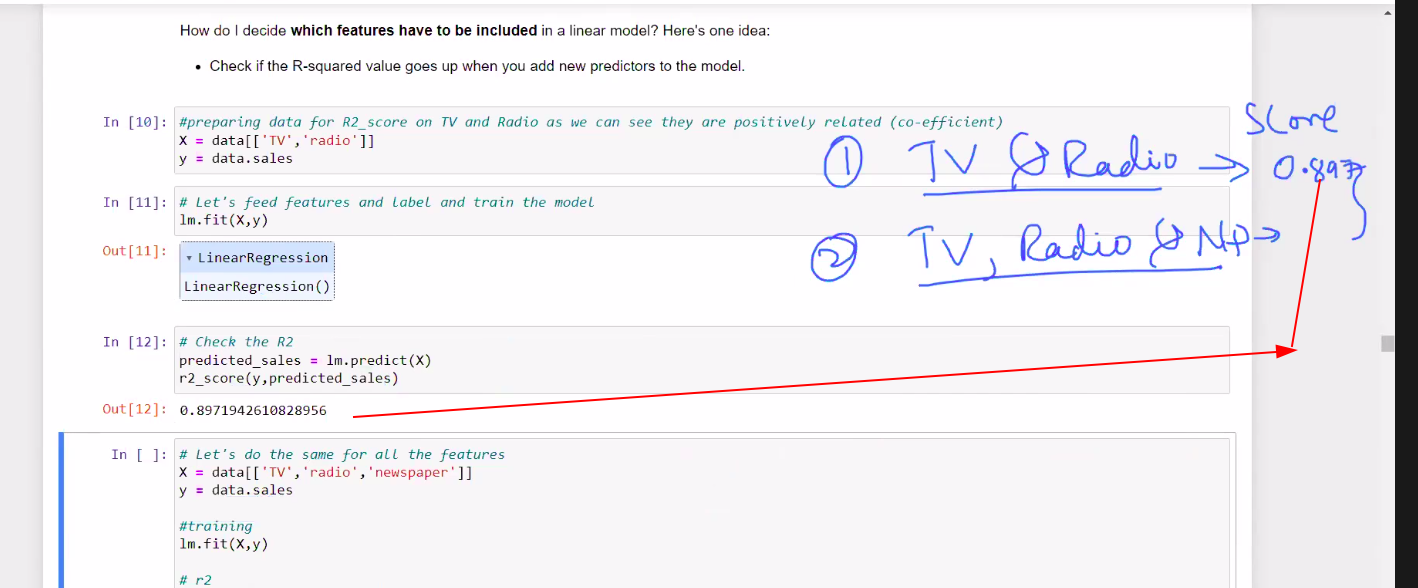 How do I decide which features have to be included in a linear model? Here's one idea:
• Check if the R-squared value goes up when you add new predictors to the model.
In [10]: #preparing data for R2_score on TV and Radio as we can see they are positively related (co-efficient)
X = data[['TV','radio']]
y = data.sales
Score
① TV & Radio → 0.897
In [11]: # Let's feed features and label and train the model
lm.fit(X,y)
② TV, Radio & NP →
Out[11]: ▾ LinearRegression
LinearRegression()
In [12]: # Check the R2
predicted_sales = lm.predict(X)
r2_score(y,predicted_sales)
Out[12]: 0.8971942610828956
In [ ]: # Let's do the same for all the features
X = data[['TV','radio','newspaper']]
y = data.sales
#training
lm.fit(X,y)
# r2